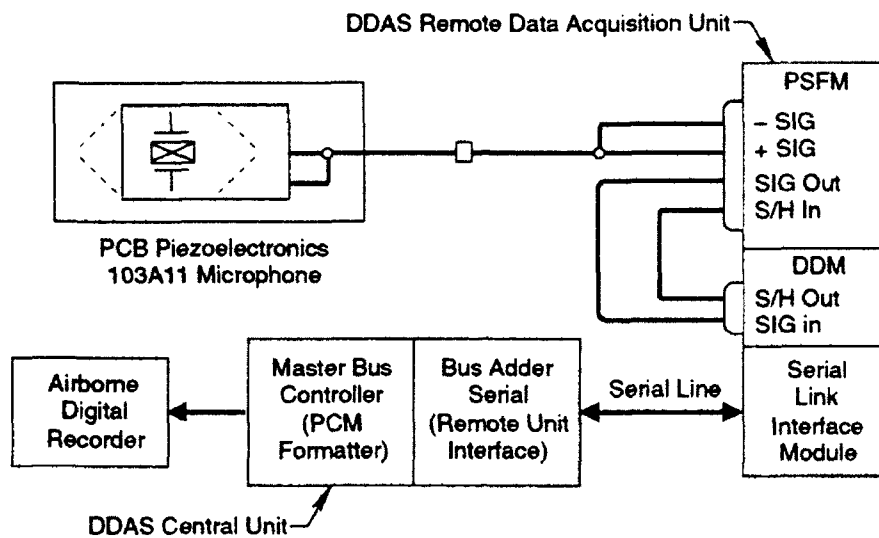 DDAS Remote Data Acquisition Unit
PSFM
– SIG
+ SIG
SIG Out
S/H In
PCB Piezoelectronics
103A11 Microphone
DDM
S/H Out
SIG in
Airborne
Digital
Recorder
Master Bus
Controller
(PCM
Formatter)
Bus Adder
Serial
(Remote Unit
Interface)
Serial Line
Serial
Link
Interface
Module
DDAS Central Unit